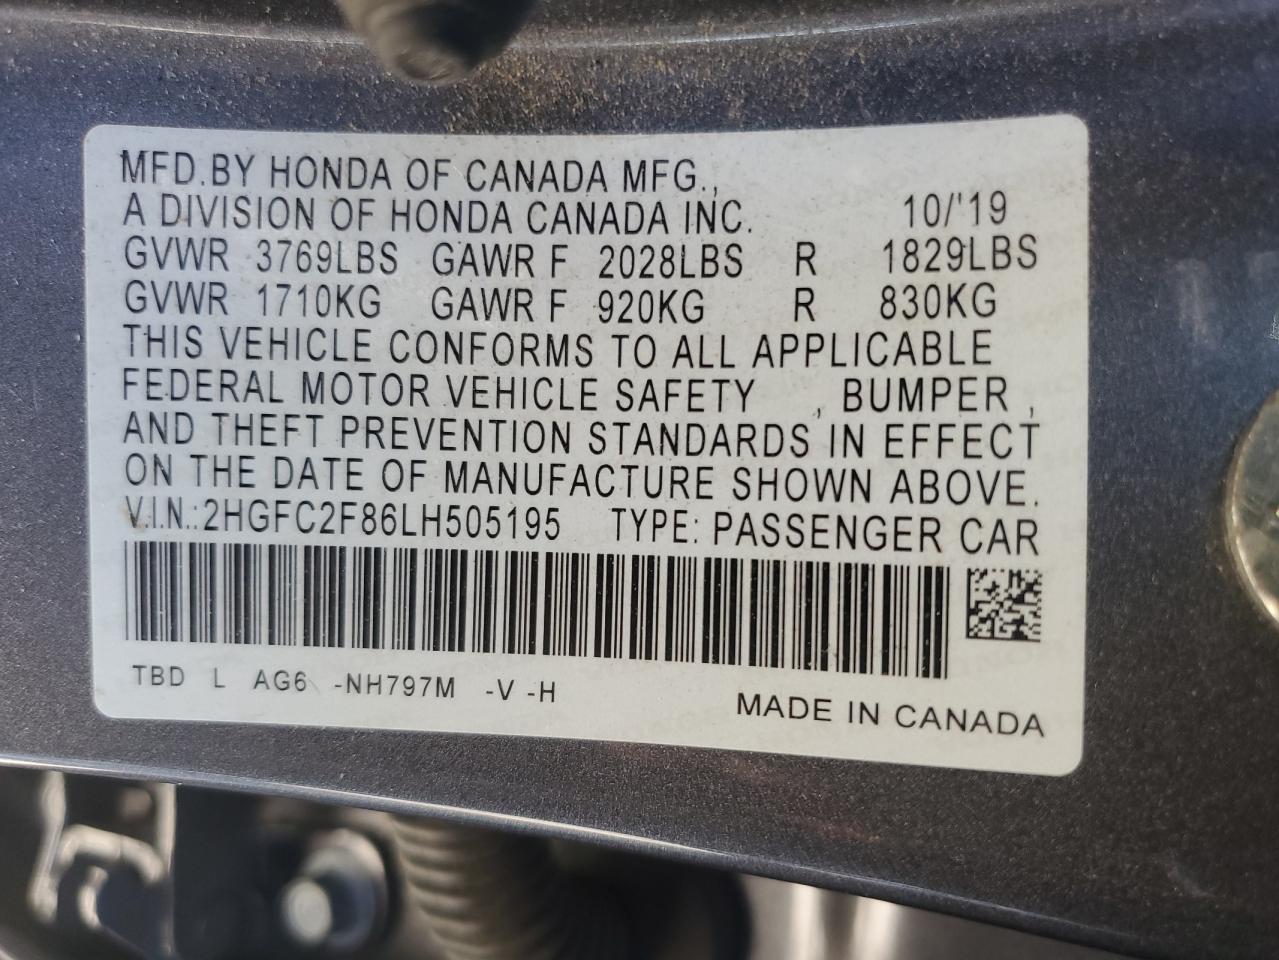 MFD.BY HONDA OF CANADA MFG.,
A DIVISION OF HONDA CANADA INC. 10/'19
GVWR 3769LBS GAWR F 2028LBS R 1829LBS
GVWR 1710KG GAWR F 920KG R 830KG
THIS VEHICLE CONFORMS TO ALL APPLICABLE
FEDERAL MOTOR VEHICLE SAFETY , BUMPER ,
AND THEFT PREVENTION STANDARDS IN EFFECT
ON THE DATE OF MANUFACTURE SHOWN ABOVE.
V.I.N.:2HGFC2F86LH505195 TYPE: PASSENGER CAR
TBD L AG6 -NH797M -V -H
MADE IN CANADA